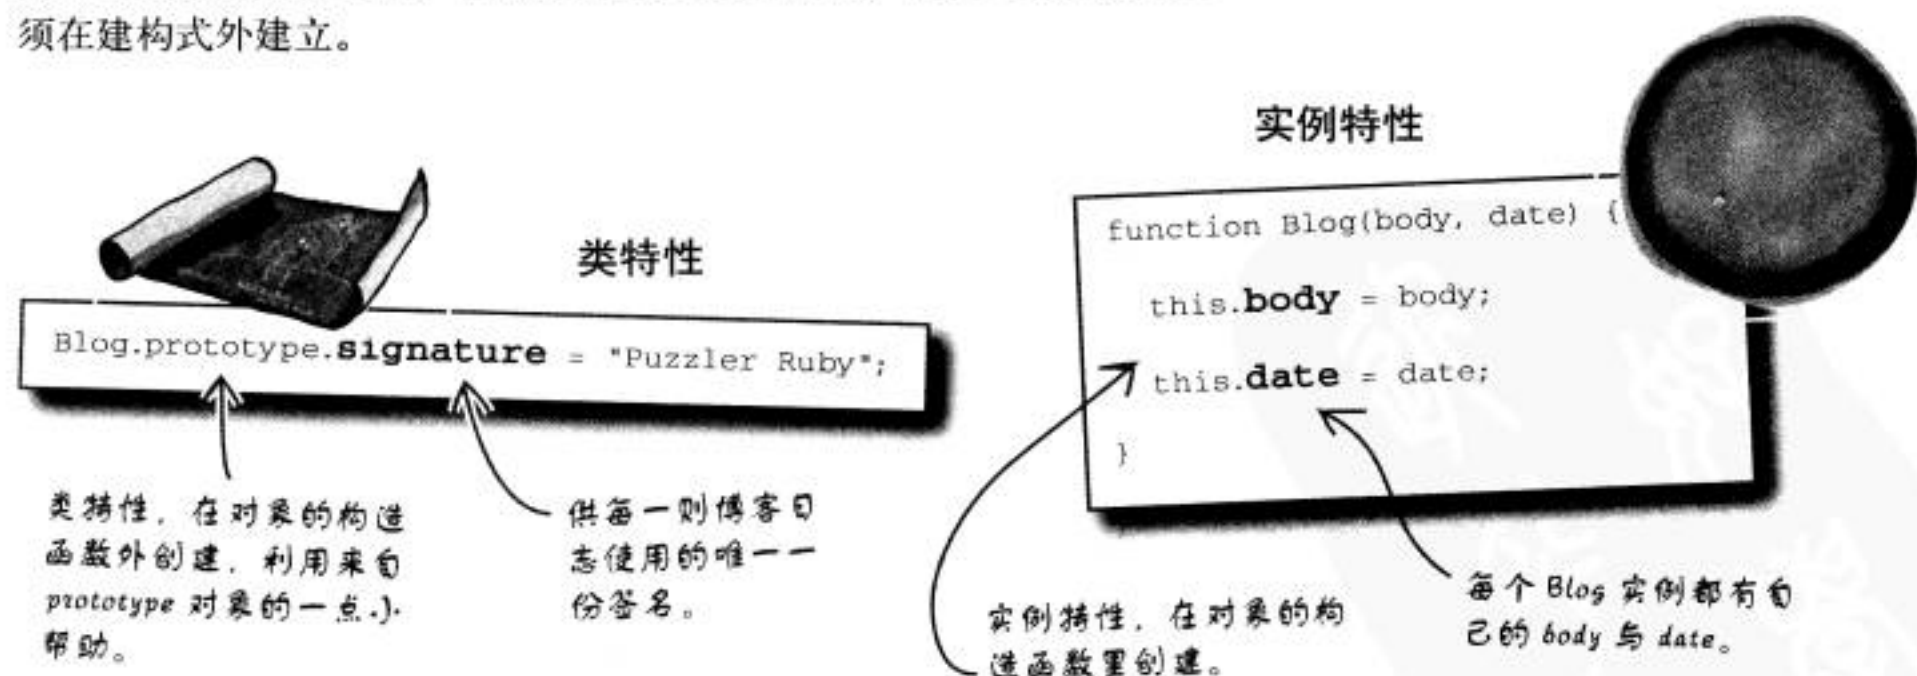 须在建构式外建立。
类特性
Blog.prototype.signature = "Puzzler Ruby";
类特性，在对象的构造
函数外创建，利用来自
prototype 对象的一点小
帮助。
供每一则博客日
志使用的唯一一
份签名。
实例特性
function Blog(body, date) {
this.body = body;
this.date = date;
}
实例特性，在对象的构
造函数里创建。
每个 Blog 实例都有自
己的 body 与 date。